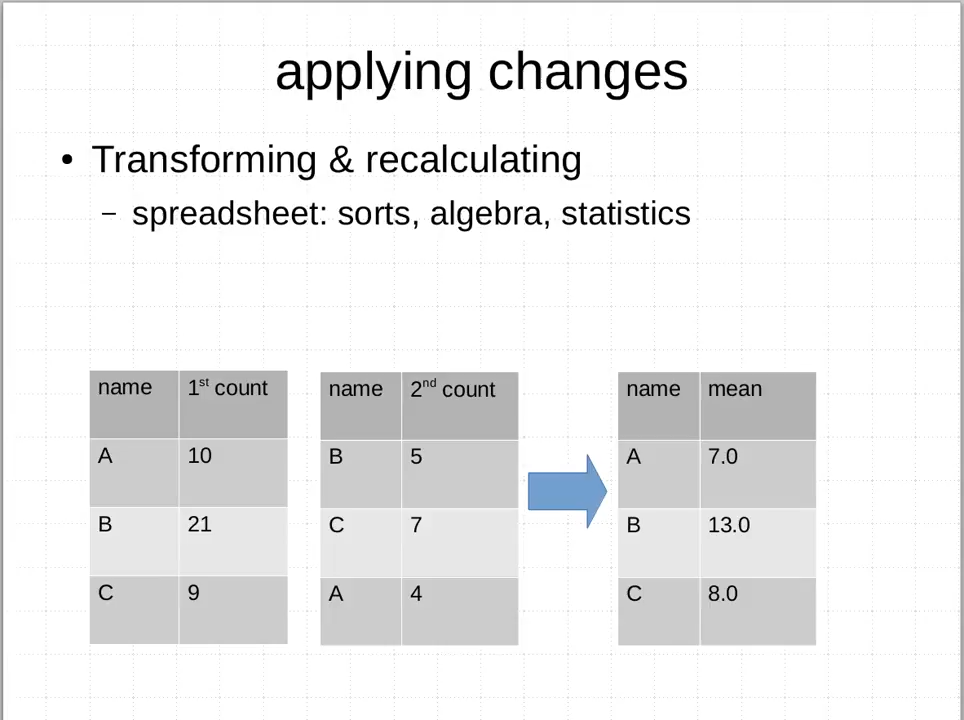 applying changes
• Transforming & recalculating
– spreadsheet: sorts, algebra, statistics
name 1st count
A 10
B 21
C 9
name 2nd count
B 5
C 7
A 4
name mean
A 7.0
B 13.0
C 8.0